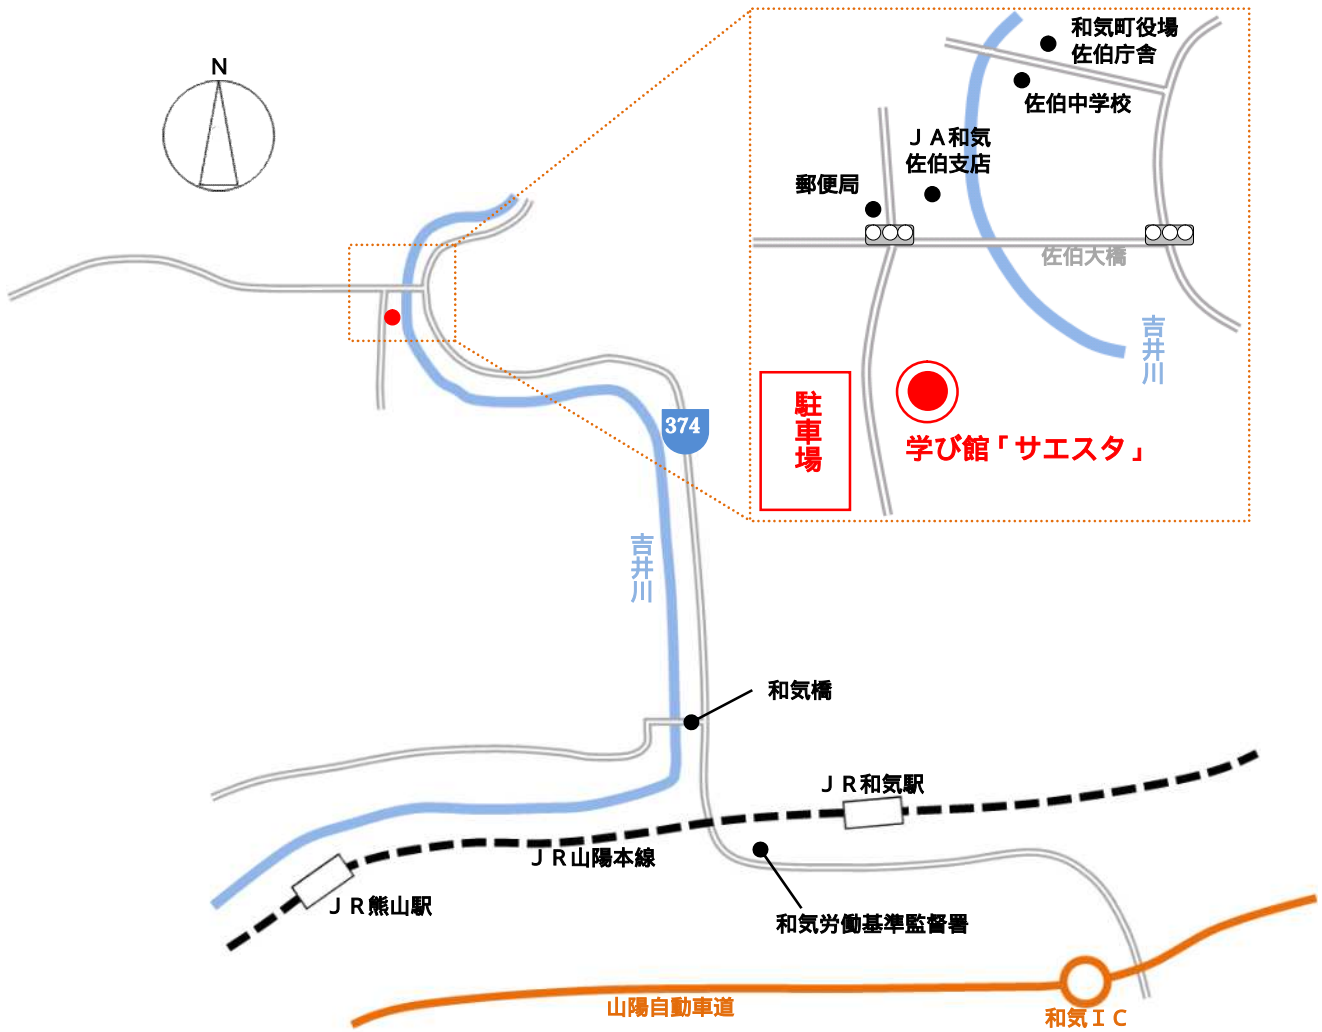 N
和気町役場
佐伯庁舎
佐伯中学校
ＪＡ和気
佐伯支店
郵便局
佐伯大橋
吉井川
駐車場
学び館「サエスタ」
374
吉井川
和気橋
ＪＲ和気駅
ＪＲ山陽本線
ＪＲ熊山駅
和気労働基準監督署
山陽自動車道
和気ＩＣ